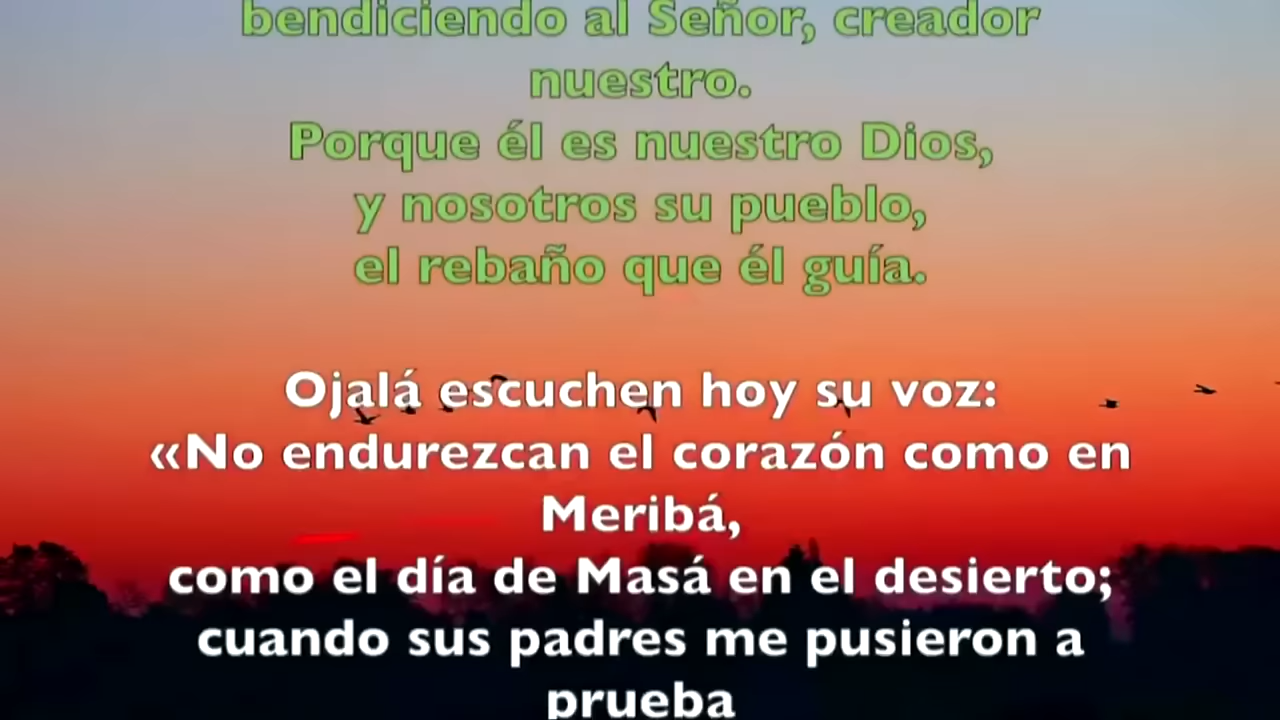 bendiciendo al Señor, creador
nuestro.
Porque él es nuestro Dios,
y nosotros su pueblo,
el rebaño que él guía.
Ojalá escuchen hoy su voz:
«No endurezcan el corazón como en
Meribá,
como el día de Masá en el desierto;
cuando sus padres me pusieron a
prueba